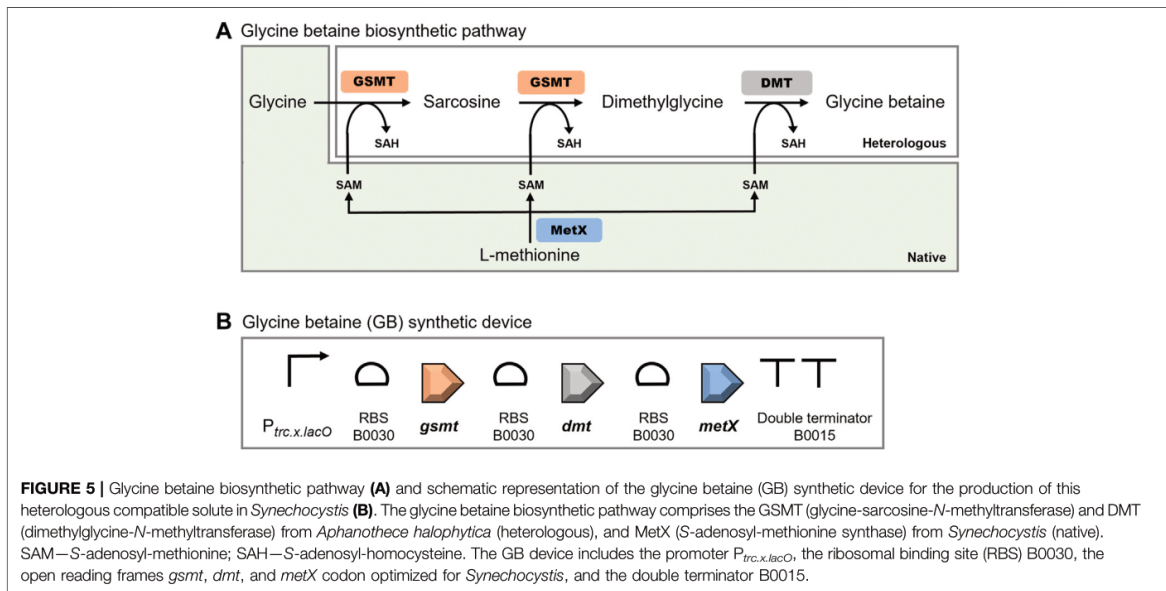 A Glycine betaine biosynthetic pathway
GSMT GSMT DMT
Glycine Sarcosine Dimethylglycine Glycine betaine
SAH SAH SAH
Heterologous
SAM SAM SAM
MetX
L-methionine
Native
B Glycine betaine (GB) synthetic device
Ptrc.x.lacO RBS B0030 gsmt RBS B0030 dmt RBS B0030 metX Double terminator B0015
FIGURE 5 | Glycine betaine biosynthetic pathway (A) and schematic representation of the glycine betaine (GB) synthetic device for the production of this
heterologous compatible solute in Synechocystis (B). The glycine betaine biosynthetic pathway comprises the GSMT (glycine-sarcosine-N-methyltransferase) and DMT
(dimethylglycine-N-methyltransferase) from Aphanothece halophytica (heterologous), and MetX (S-adenosyl-methionine synthase) from Synechocystis (native).
SAM—S-adenosyl-methionine; SAH—S-adenosyl-homocysteine. The GB device includes the promoter Ptrc.x.lacO, the ribosomal binding site (RBS) B0030, the
open reading frames gsmt, dmt, and metX codon optimized for Synechocystis, and the double terminator B0015.